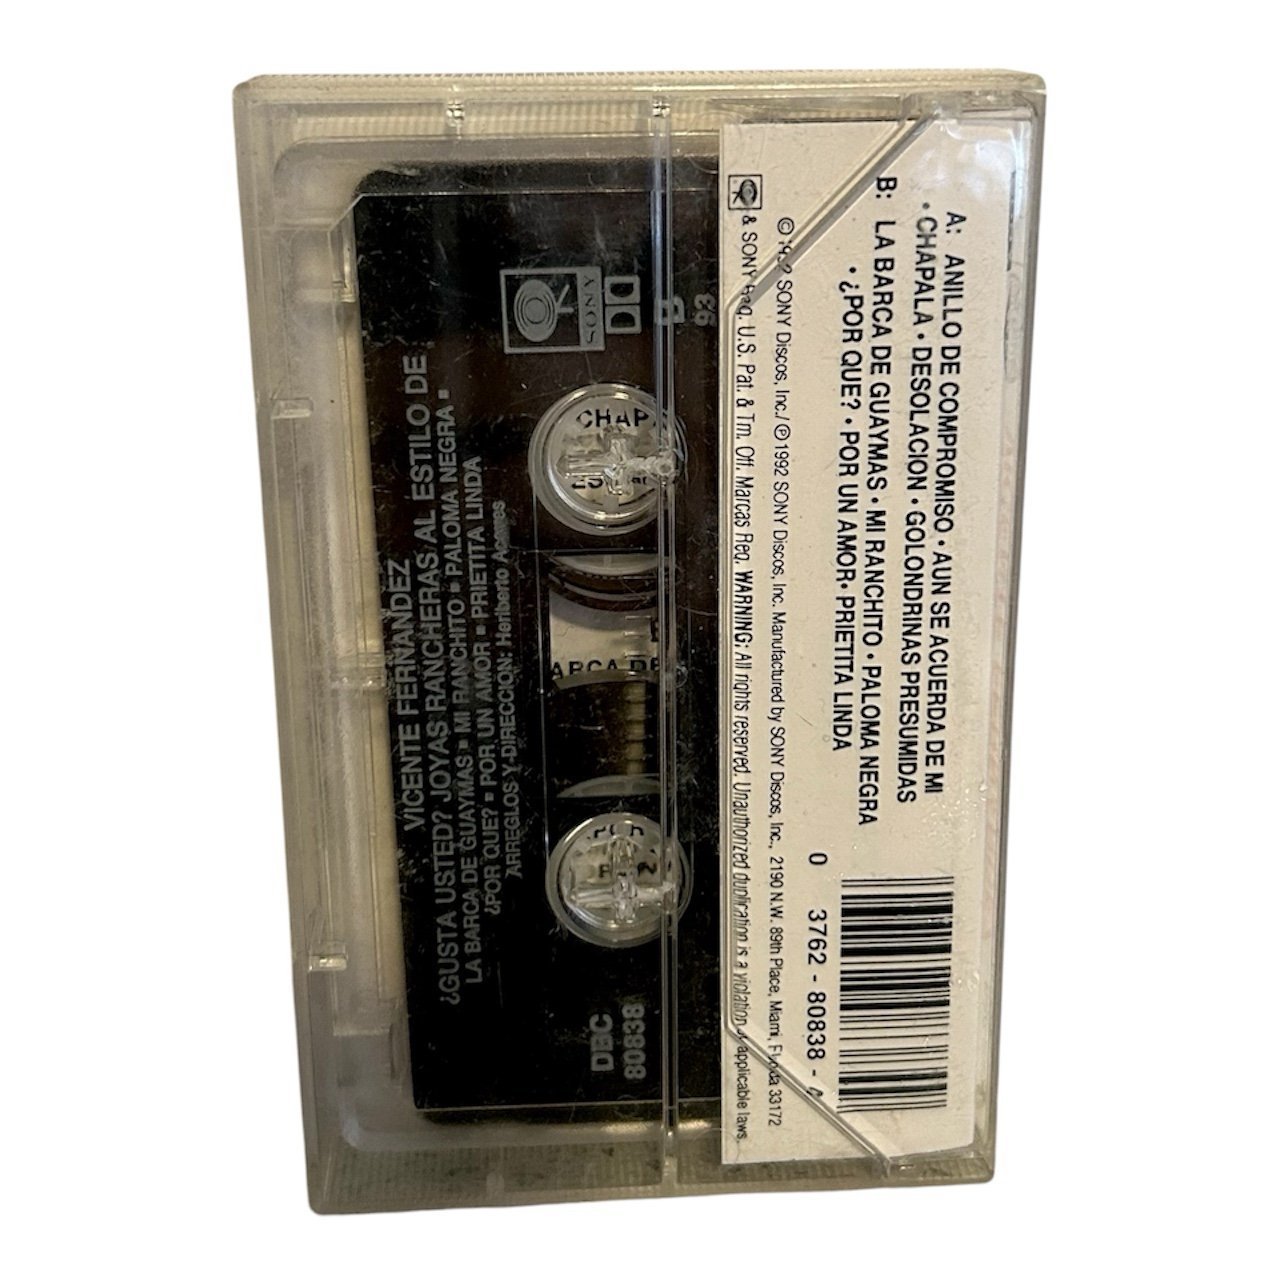 A: ANILLO DE COMPROMISO • AUN SE ACUERDA DE MI
• CHAPALA • DESOLACION • GOLONDRINAS PRESUMIDAS
B: LA BARCA DE GUAYMAS • MI RANCHITO • PALOMA NEGRA
• ¿POR QUE? • POR UN AMOR • PRIETITA LINDA
0 3762 - 80838 -
© 1992 SONY Discos, Inc./ ℗ 1992 SONY Discos, Inc. Manufactured by SONY Discos, Inc., 2190 N.W. 89th Place, Miami, Florida 33172
& SONY Reg. U.S. Pat. & Tm. Off. Marcas Reg. WARNING: All rights reserved. Unauthorized duplication is a violation of applicable laws.
SONY
B
93
CHAPA
ARCA DE
VICENTE FERNANDEZ
¿GUSTA USTED? JOYAS RANCHERAS AL ESTILO DE
LA BARCA DE GUAYMAS ■ MI RANCHITO ■ PALOMA NEGRA ■
¿POR QUE? ■ POR UN AMOR ■ PRIETITA LINDA
ARREGLOS Y DIRECCION: Heriberto Aceves
DBC
80838